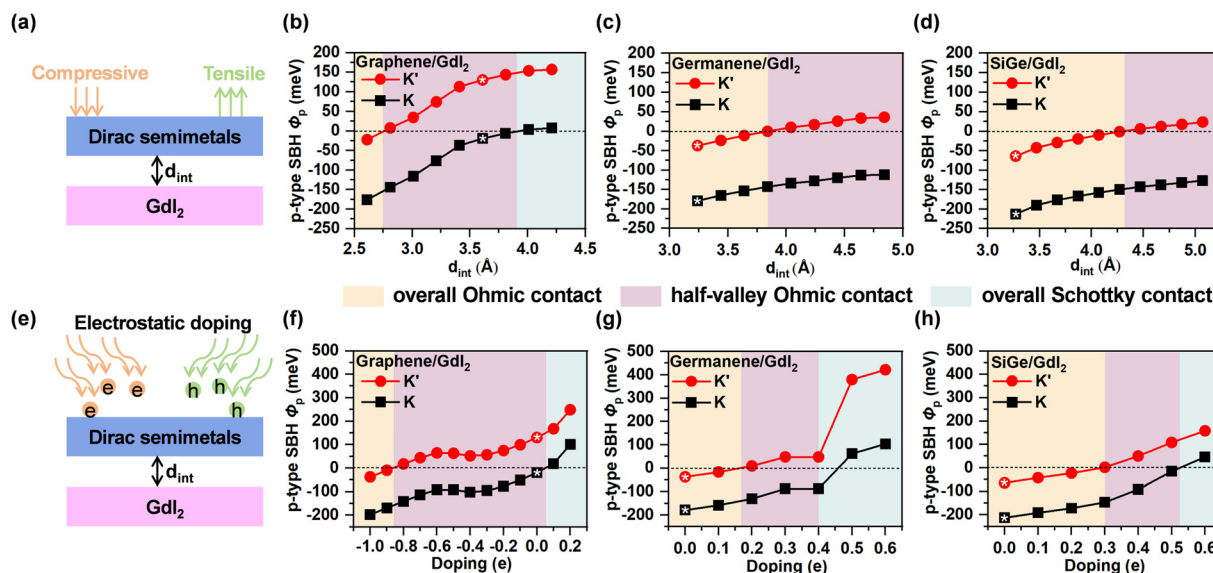 (a)
Compressive
Tensile
Dirac semimetals
d_int
GdI₂
(b)
p-type SBH Φ_p (meV)
200
150
100
50
0
-50
-100
-150
-200
-250
Graphene/GdI₂
K'
K
2.5 3.0 3.5 4.0 4.5
d_int (Å)
(c)
p-type SBH Φ_p (meV)
200
150
100
50
0
-50
-100
-150
-200
-250
Germanene/GdI₂
K'
K
3.0 3.5 4.0 4.5 5.0
d_int (Å)
(d)
p-type SBH Φ_p (meV)
200
150
100
50
0
-50
-100
-150
-200
-250
SiGe/GdI₂
K'
K
3.0 3.5 4.0 4.5 5.0
d_int (Å)
overall Ohmic contact half-valley Ohmic contact overall Schottky contact
(e)
Electrostatic doping
e e e
h h h
Dirac semimetals
d_int
GdI₂
(f)
p-type SBH Φ_p (meV)
500
400
300
200
100
0
-100
-200
Graphene/GdI₂
K'
K
-1.0 -0.8 -0.6 -0.4 -0.2 0.0 0.2
Doping (e)
(g)
p-type SBH Φ_p (meV)
500
400
300
200
100
0
-100
-200
Germanene/GdI₂
K'
K
0.0 0.1 0.2 0.3 0.4 0.5 0.6
Doping (e)
(h)
p-type SBH Φ_p (meV)
500
400
300
200
100
0
-100
-200
SiGe/GdI₂
K'
K
0.0 0.1 0.2 0.3 0.4 0.5 0.6
Doping (e)